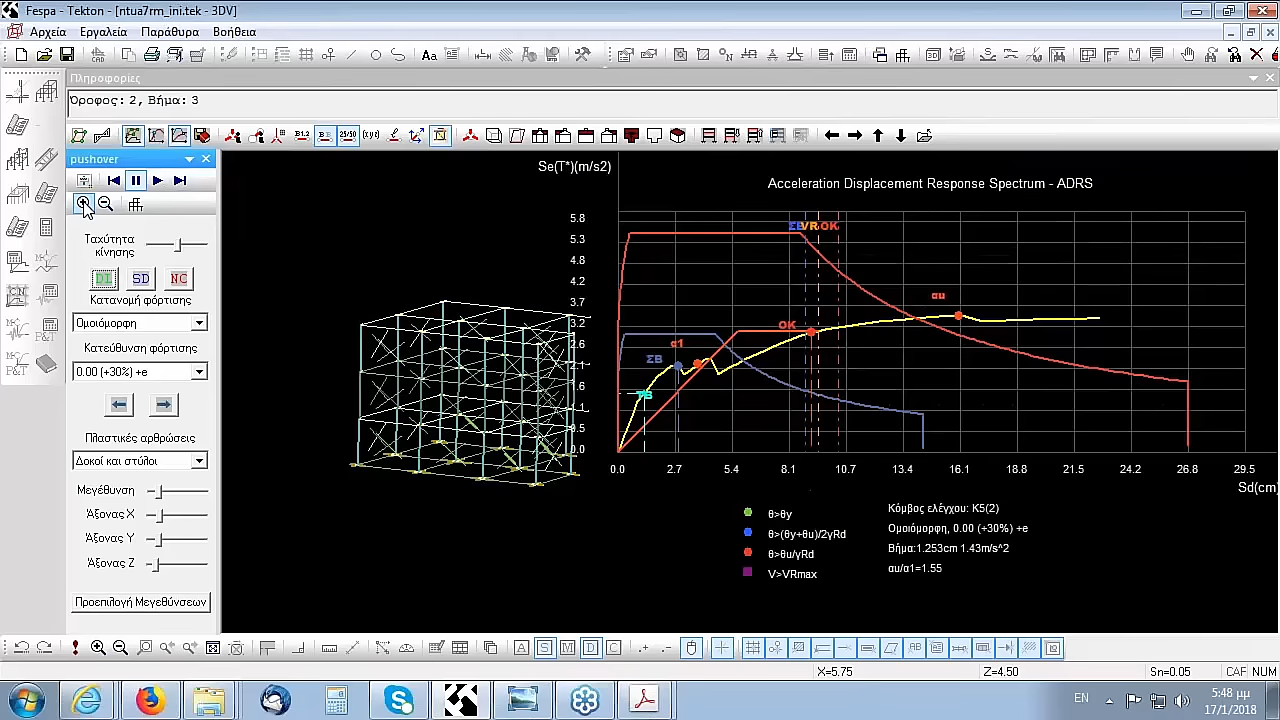 Fespa - Tekton - [ntua7rm_ini.tek - 3DV]
Αρχεία Εργαλεία Παράθυρα Βοήθεια
Πληροφορίες
Όροφος: 2, Βήμα: 3
pushover
Ταχύτητα
κίνησης
SD
NC
Κατανομή φόρτισης
Ομοιόμορφη
Κατεύθυνση φόρτισης
0.00 (+30%) +e
Πλαστικές αρθρώσεις
Δοκοί και στύλοι
Μεγέθυνση
Άξονας X
Άξονας Y
Άξονας Z
Προεπιλογή Μεγεθύνσεων
Se(T*)(m/s2)
Acceleration Displacement Response Spectrum - ADRS
5.8
5.3
4.8
4.2
3.7
3.2
2.6
2.1
1.6
0.5
0.0
VR
OK
αu
OK
α1
ΣΒ
ΤΒ
0.0 2.7 5.4 8.1 10.7 13.4 16.1 18.8 21.5 24.2 26.8 29.5
Sd(cm)
θ>θy
θ>(θy+θu)/2γRd
θ>θu/γRd
V>VRmax
Κόμβος ελέγχου: K5(2)
Ομοιόμορφη, 0.00 (+30%) +e
Βήμα:1.253cm 1.43m/s^2
αu/α1=1.55
X=5.75
Z=4.50
Sn=0.05
CAF NUM
EN
5:48 μμ
17/1/2018